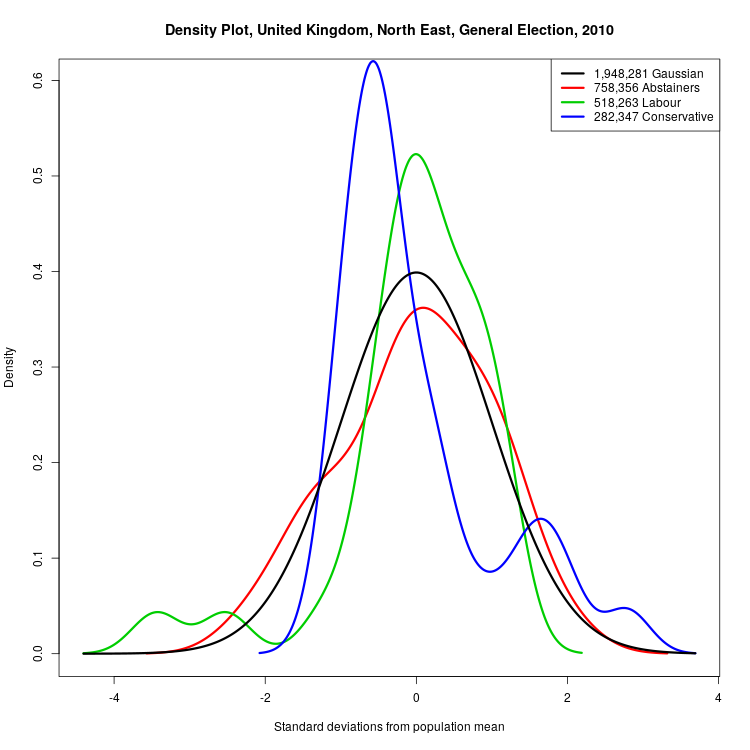 Density Plot, United Kingdom, North East, General Election, 2010
1,948,281 Gaussian
758,356 Abstainers
518,263 Labour
282,347 Conservative
Density
0.6
0.5
0.4
0.3
0.2
0.1
0.0
-4 -2 0 2 4
Standard deviations from population mean